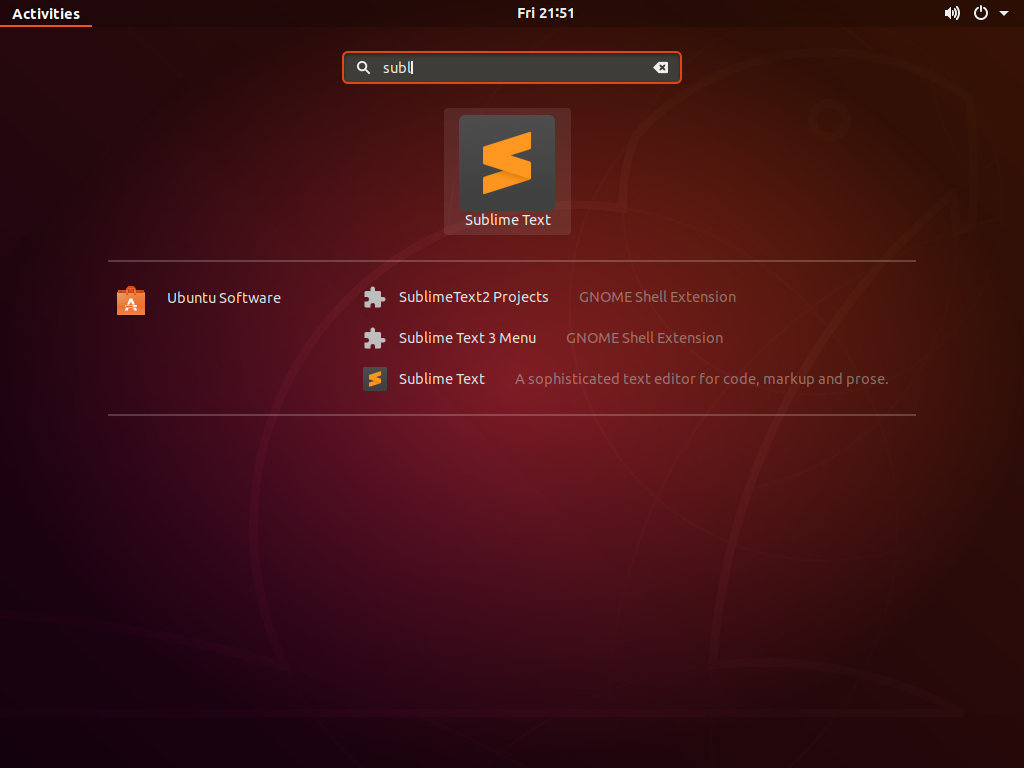 Activities Fri 21:51
subl
Sublime Text
Ubuntu Software
SublimeText2 Projects GNOME Shell Extension
Sublime Text 3 Menu GNOME Shell Extension
Sublime Text A sophisticated text editor for code, markup and prose.